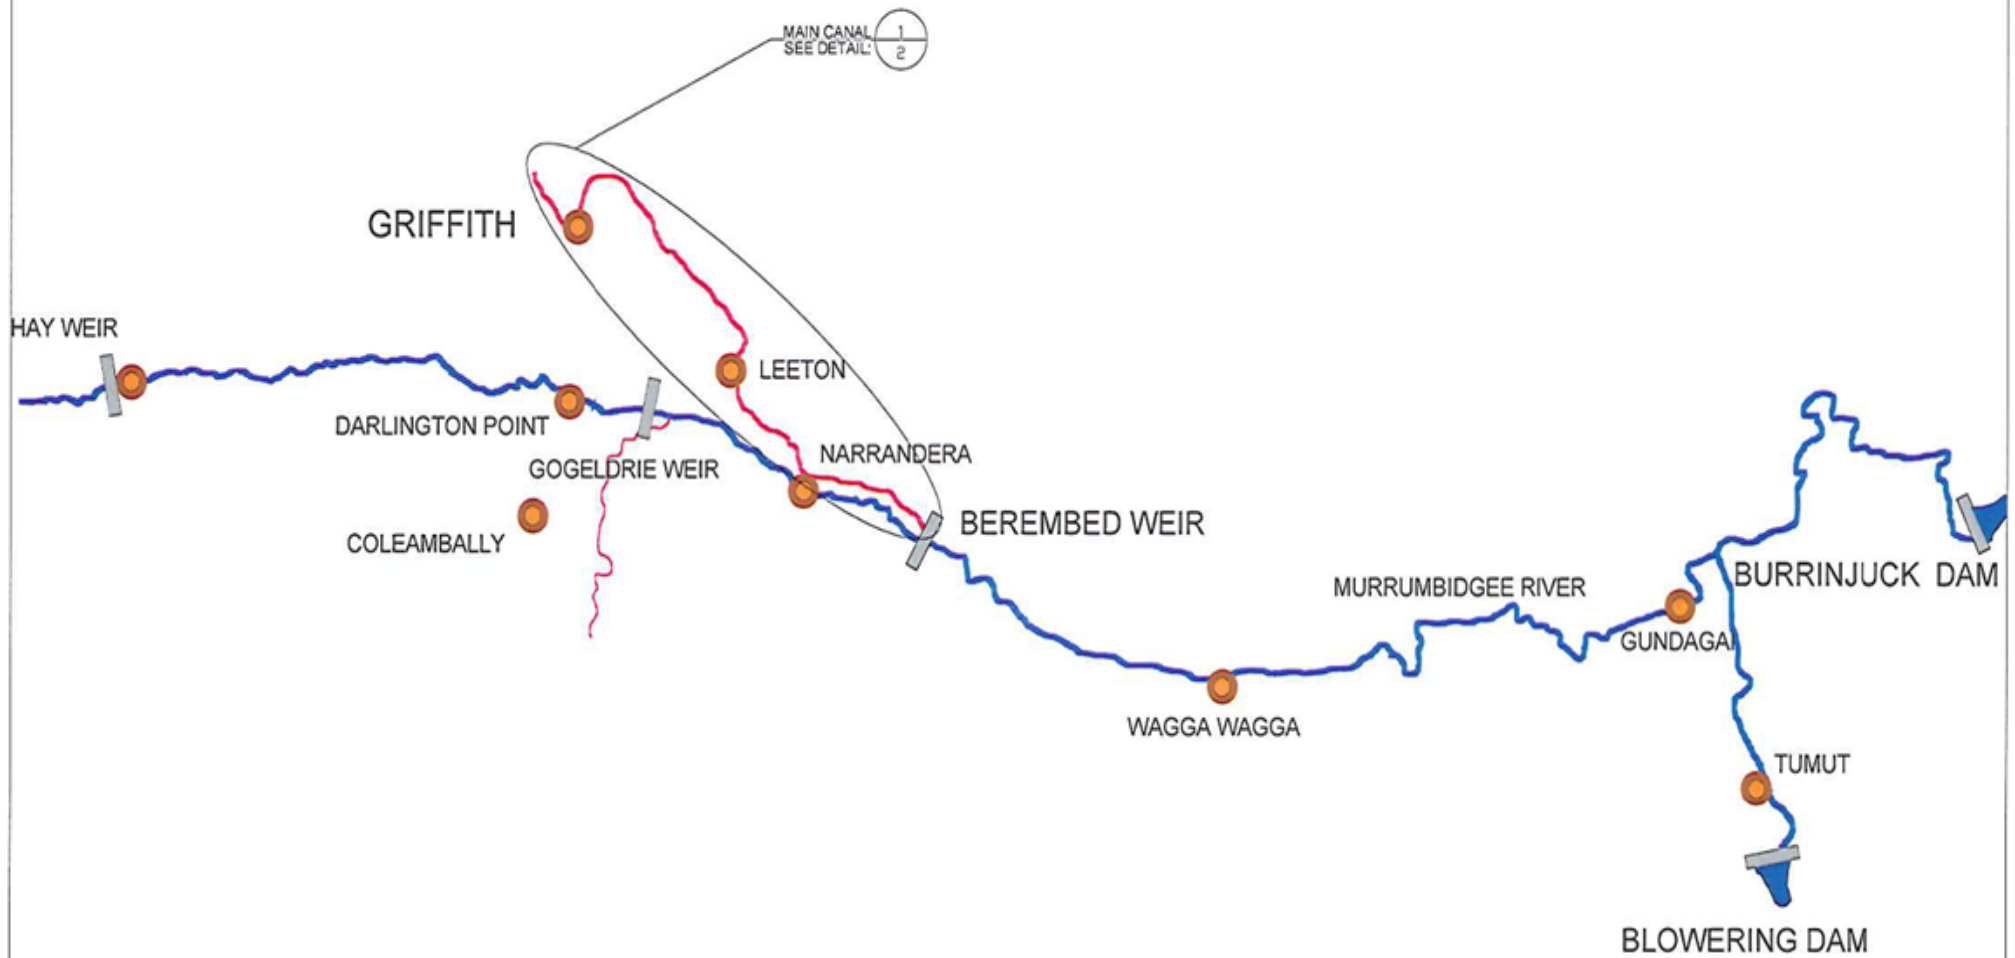 MAIN CANAL
SEE DETAIL:
1
2
GRIFFITH
HAY WEIR
LEETON
DARLINGTON POINT
NARRANDERA
GOGELDRIE WEIR
COLEAMBALLY
BEREMBED WEIR
MURRUMBIDGEE RIVER
BURRINJUCK DAM
GUNDAGAI
WAGGA WAGGA
TUMUT
BLOWERING DAM